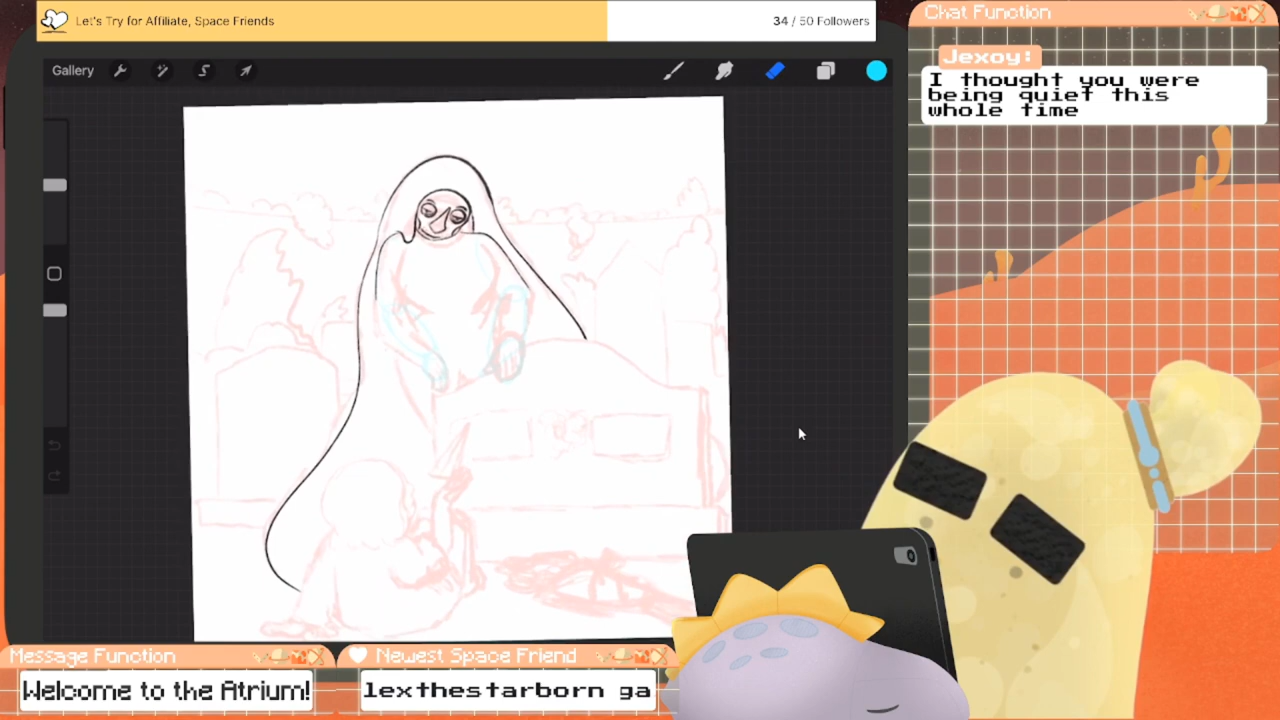 Let's Try for Affiliate, Space Friends
34 / 50 Followers
Gallery
Chat Function
Jexoy:
I thought you were
being quiet this
whole time
Message Function
Newest Space Friend
Welcome to the Atrium!
lexthestarborn ga